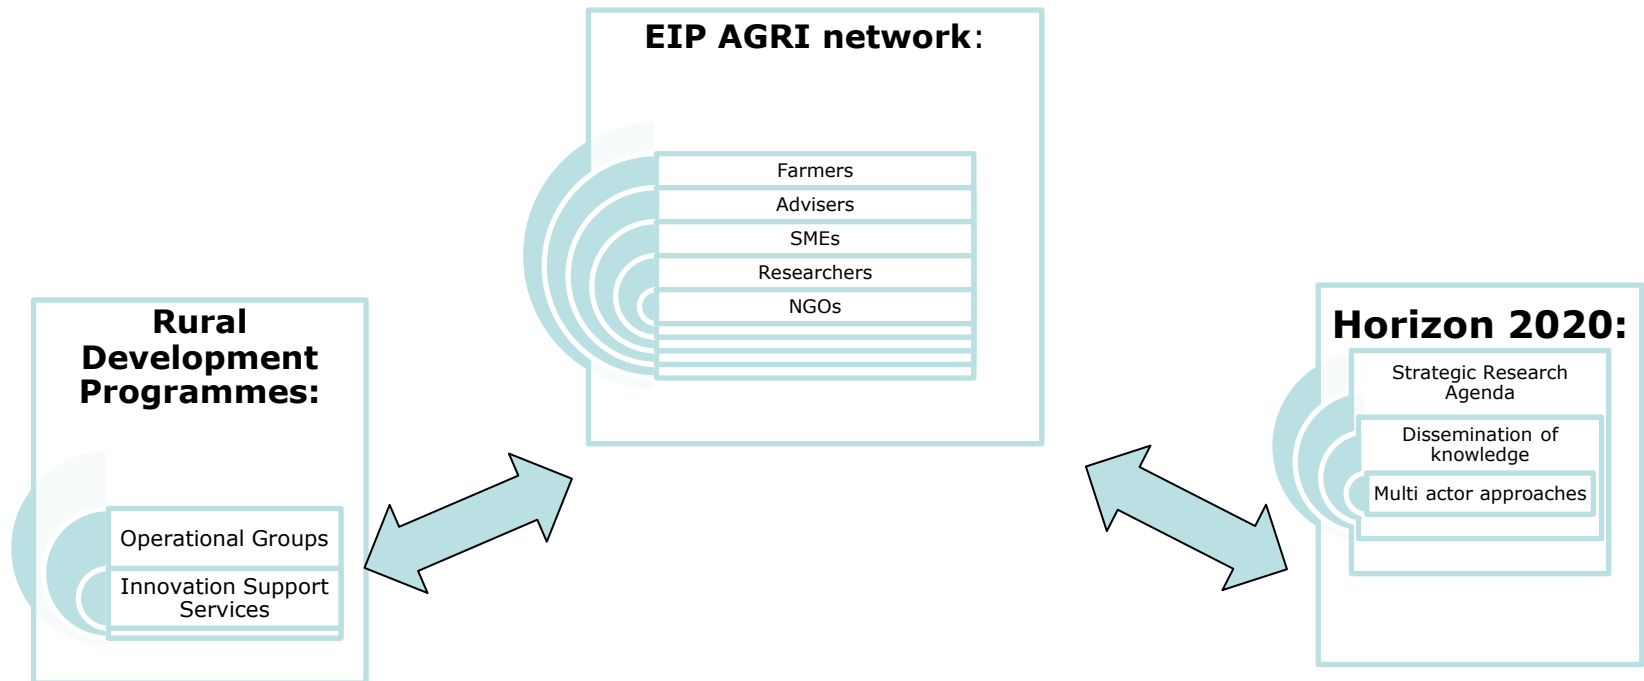 EIP AGRI network:
Farmers
Advisers
SMEs
Researchers
NGOs
Rural
Development
Programmes:
Operational Groups
Innovation Support
Services
Horizon 2020:
Strategic Research
Agenda
Dissemination of
knowledge
Multi actor approaches